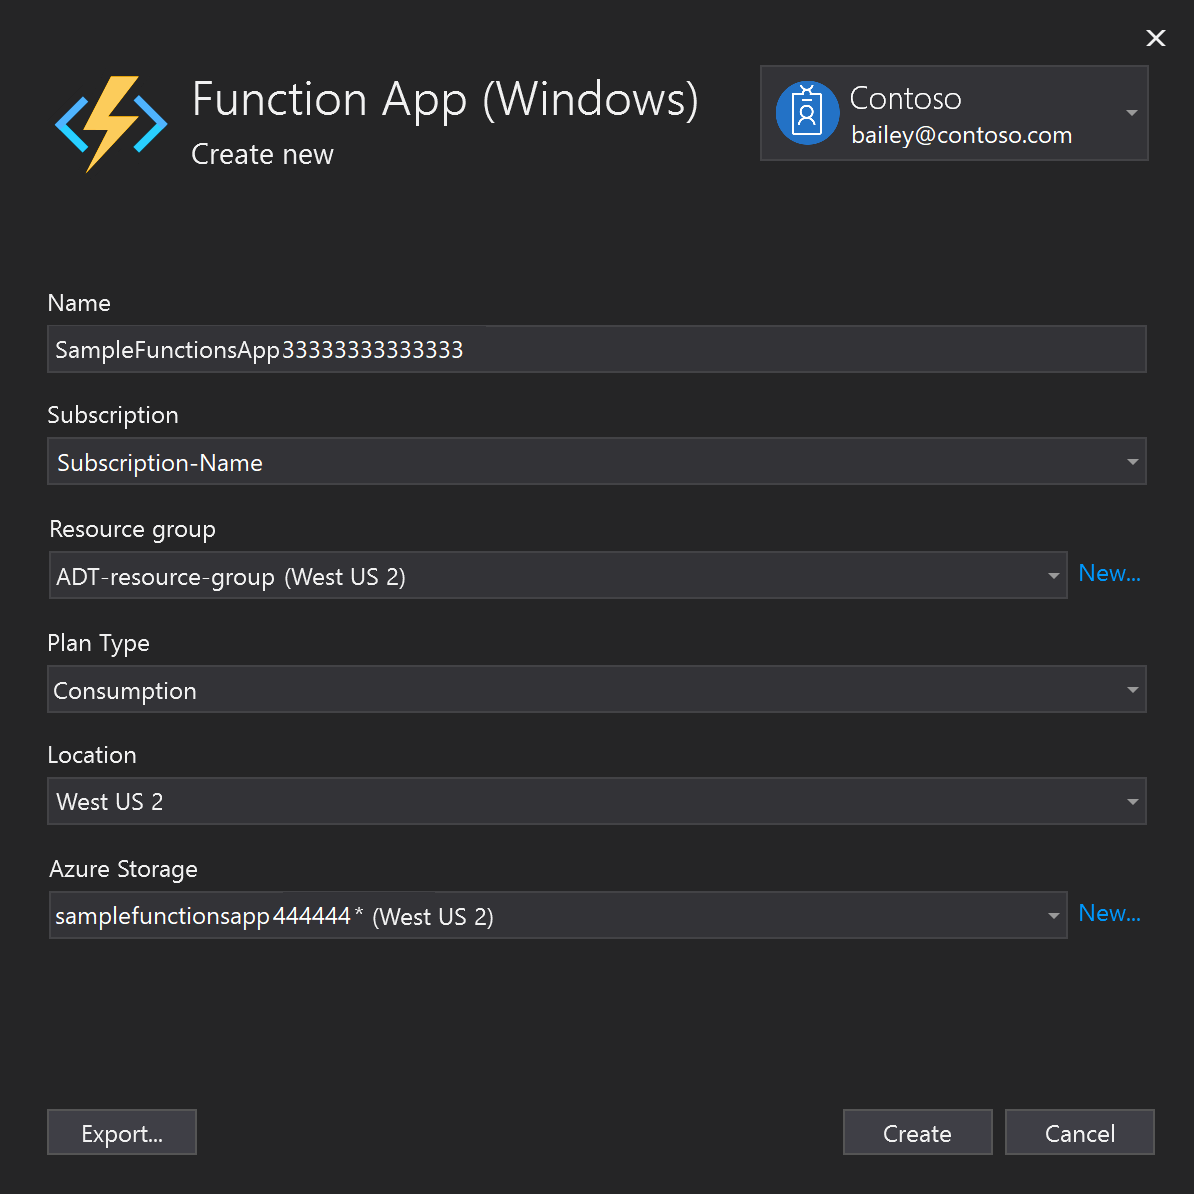 Function App (Windows)
Create new
Contoso
bailey@contoso.com
Name
SampleFunctionsApp33333333333333
Subscription
Subscription-Name
Resource group
ADT-resource-group (West US 2)
New...
Plan Type
Consumption
Location
West US 2
Azure Storage
samplefunctionsapp444444* (West US 2)
New...
Export...
Create
Cancel